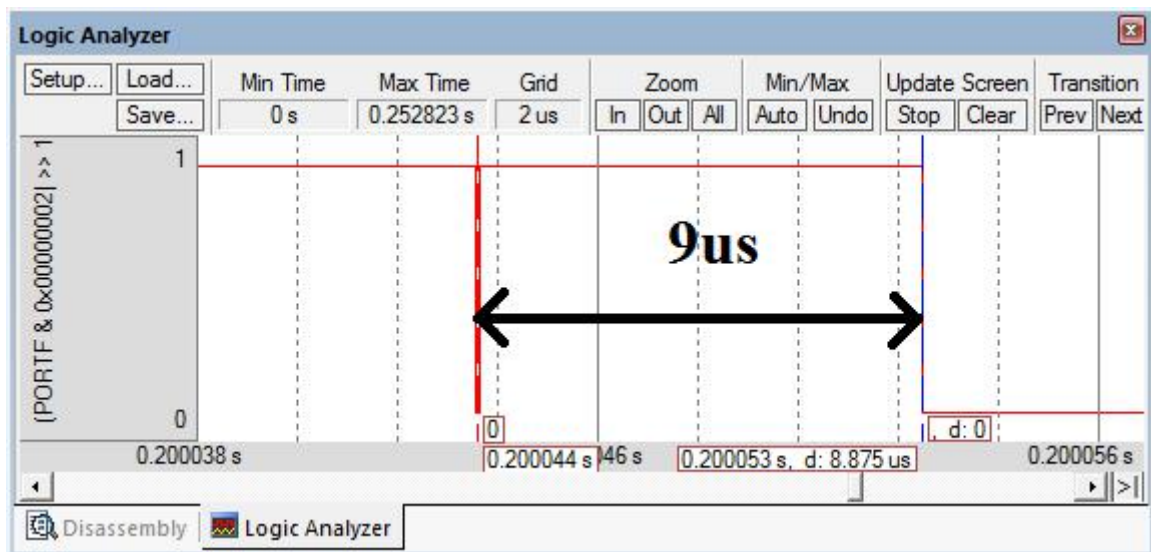 Logic Analyzer
Setup... Load... Min Time Max Time Grid Zoom Min/Max Update Screen Transition
Save... 0 s 0.252823 s 2 us In Out All Auto Undo Stop Clear Prev Next
(PORTF & 0x00000002) >> 1
1
9us
0
0 , d: 0
0.200038 s 0.200044 s 46 s 0.200053 s, d: 8.875 us 0.200056 s
>|
Disassembly Logic Analyzer